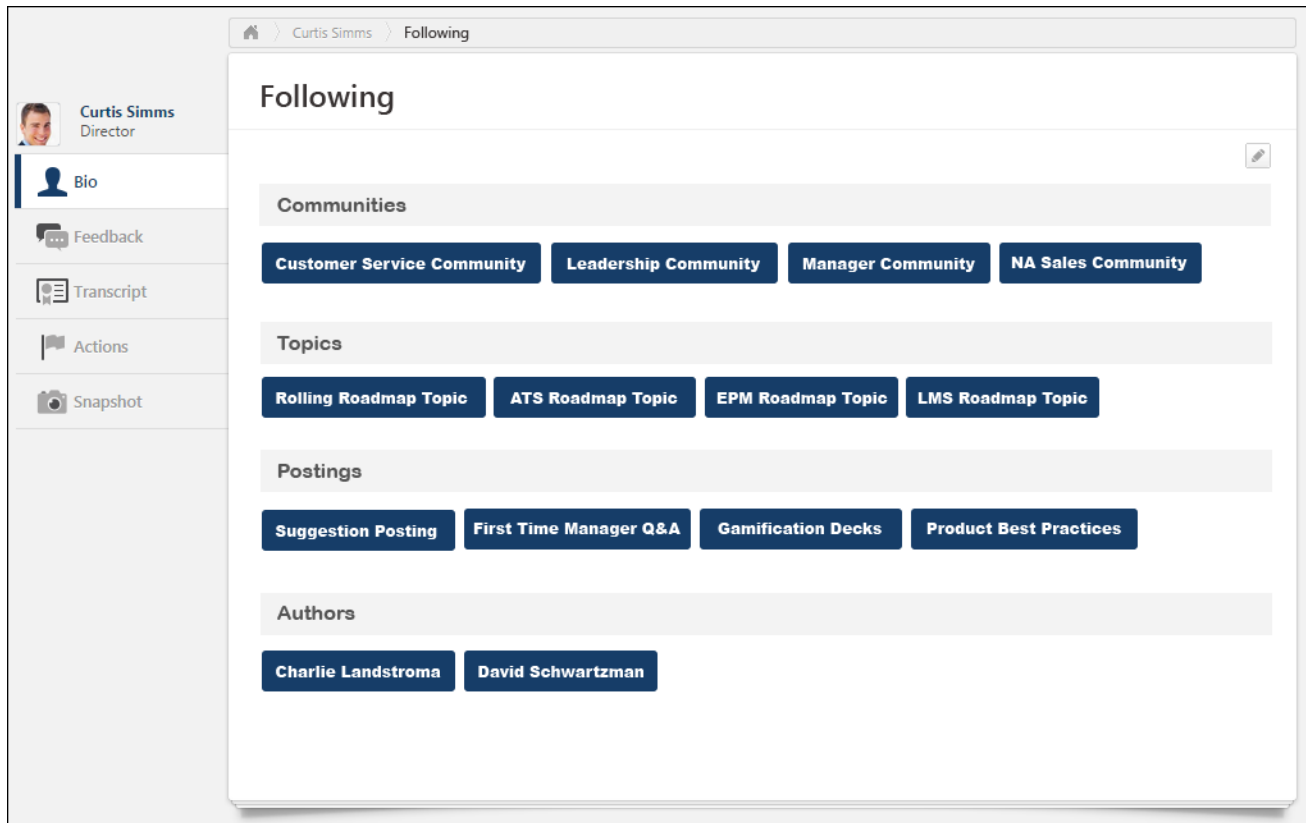 Curtis Simms Following
Following
Curtis Simms
Director
Bio
Feedback
Transcript
Actions
Snapshot
Communities
Customer Service Community Leadership Community Manager Community NA Sales Community
Topics
Rolling Roadmap Topic ATS Roadmap Topic EPM Roadmap Topic LMS Roadmap Topic
Postings
Suggestion Posting First Time Manager Q&A Gamification Decks Product Best Practices
Authors
Charlie Landstroma David Schwartzman